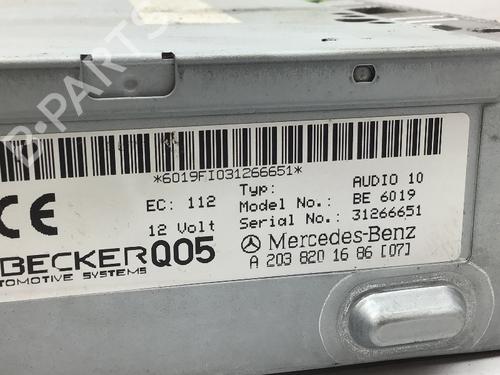 *6019FI031266651*
CE
EC: 112
12 Volt
Typ: AUDIO 10
Model No.: BE 6019
Serial No.: 31266651
BECKER Q05
TOMOTIVE SYSTEMS
Mercedes-Benz
A 203 820 16 86 [07]
B-PARTS